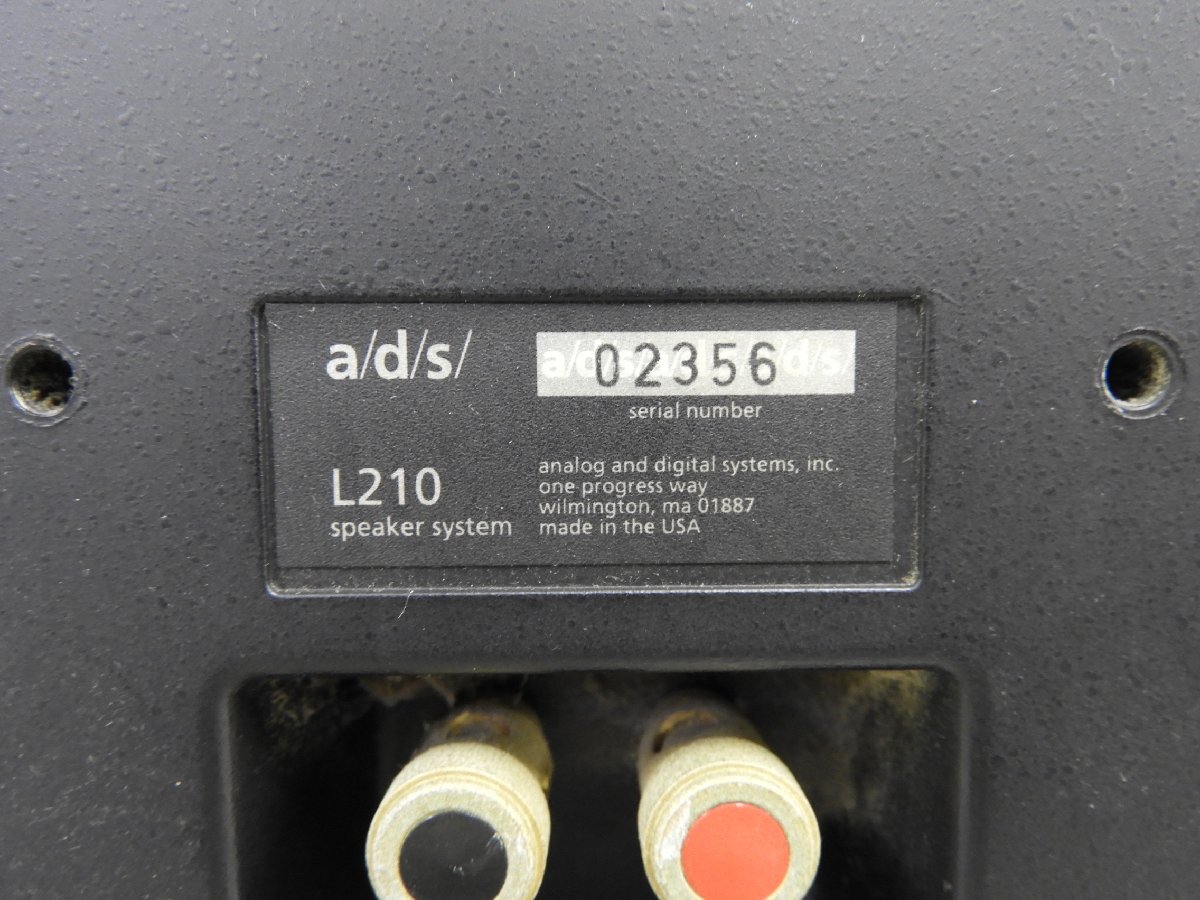 a/d/s/
02356
serial number
L210
speaker system
analog and digital systems, inc.
one progress way
wilmington, ma 01887
made in the USA